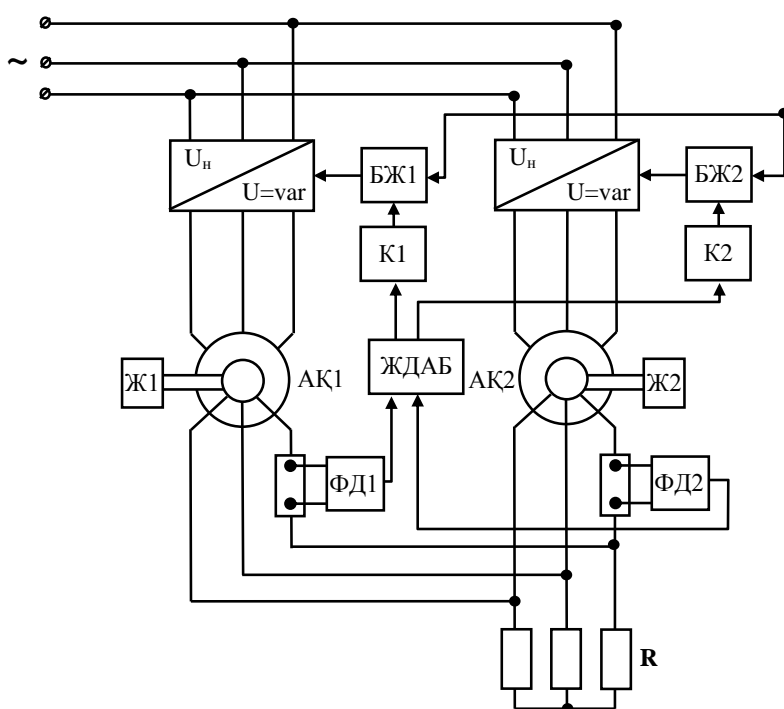 ~
Uн
U=var
БЖ1
Uн
U=var
БЖ2
К1
К2
Ж1
АҚ1
ЖДАБ
АҚ2
Ж2
ФД1
ФД2
R